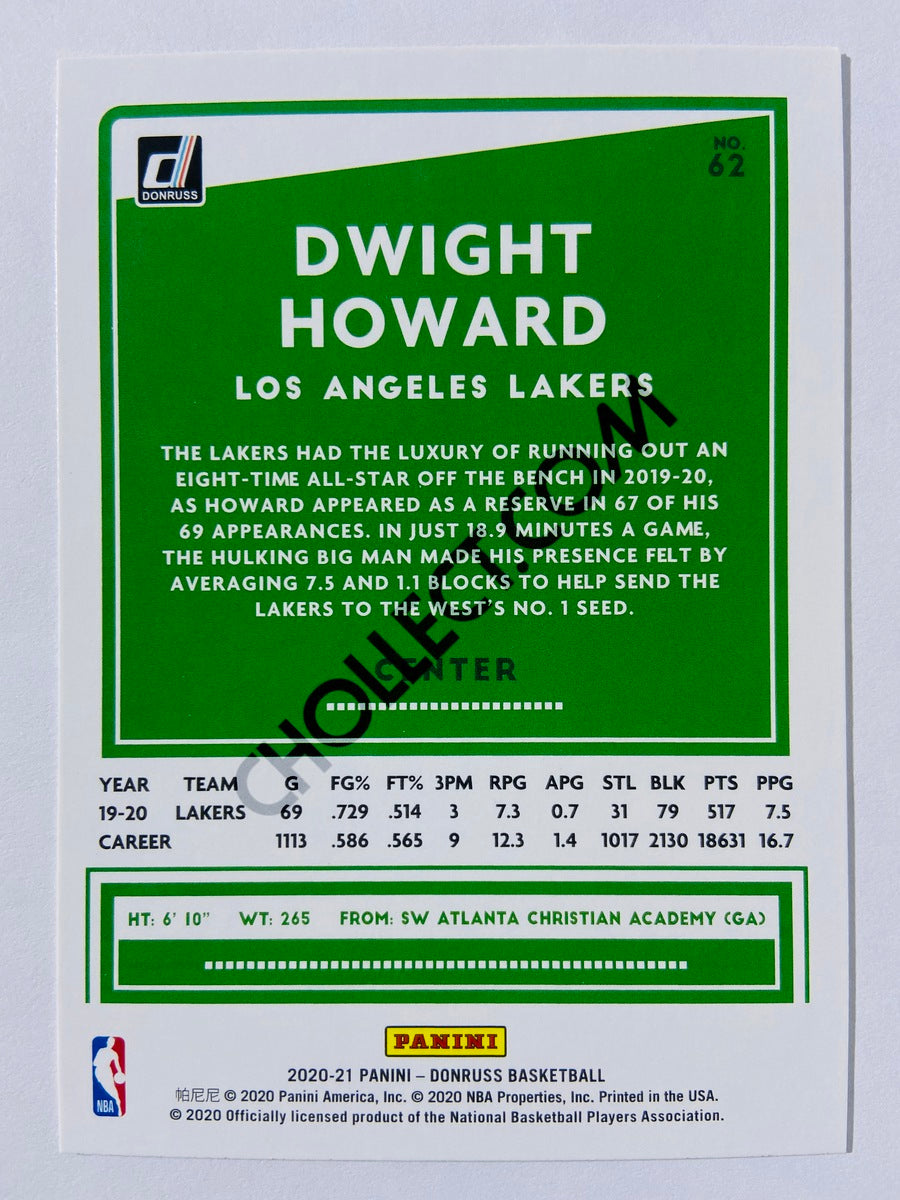 DONRUSS
NO.
62
DWIGHT
HOWARD
LOS ANGELES LAKERS
THE LAKERS HAD THE LUXURY OF RUNNING OUT AN
EIGHT-TIME ALL-STAR OFF THE BENCH IN 2019-20,
AS HOWARD APPEARED AS A RESERVE IN 67 OF HIS
69 APPEARANCES. IN JUST 18.9 MINUTES A GAME,
THE HULKING BIG MAN MADE HIS PRESENCE FELT BY
AVERAGING 7.5 AND 1.1 BLOCKS TO HELP SEND THE
LAKERS TO THE WEST'S NO. 1 SEED.
CENTER
CHOLLECT.COM
YEAR TEAM G FG% FT% 3PM RPG APG STL BLK PTS PPG
19-20 LAKERS 69 .729 .514 3 7.3 0.7 31 79 517 7.5
CAREER 1113 .586 .565 9 12.3 1.4 1017 2130 18631 16.7
HT: 6' 10" WT: 265 FROM: SW ATLANTA CHRISTIAN ACADEMY (GA)
PANINI
NBA
2020-21 PANINI – DONRUSS BASKETBALL
帕尼尼 © 2020 Panini America, Inc. © 2020 NBA Properties, Inc. Printed in the USA.
© 2020 Officially licensed product of the National Basketball Players Association.